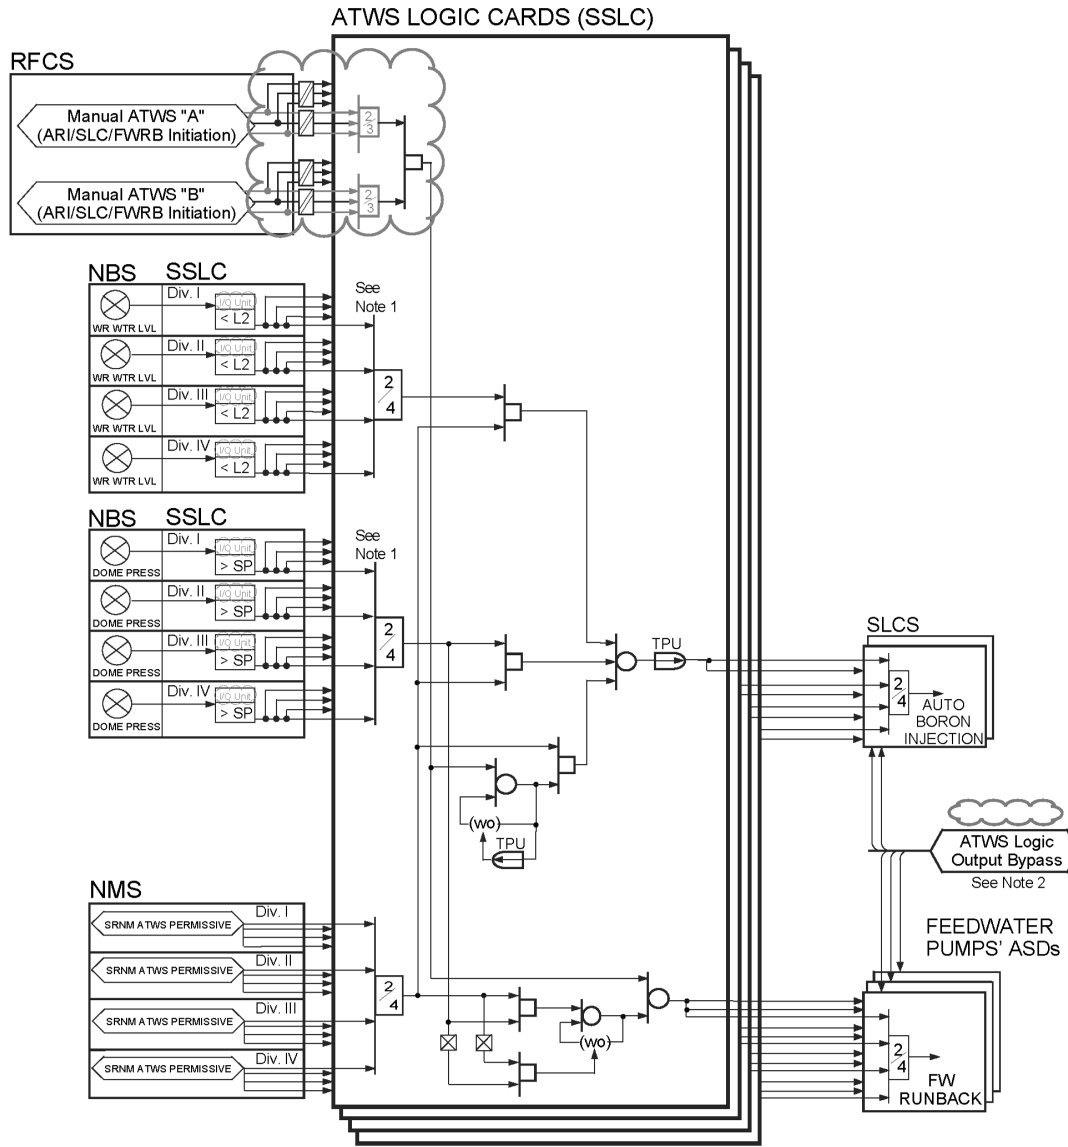 ATWS LOGIC CARDS (SSLC)
RFCS
Manual ATWS "A"
(ARI/SLC/FWRB Initiation)
2
3
Manual ATWS "B"
(ARI/SLC/FWRB Initiation)
2
3
NBS SSLC
Div. I
I/Q Unit
< L2
WR WTR LVL
Div. II
I/Q Unit
< L2
WR WTR LVL
Div. III
I/Q Unit
< L2
WR WTR LVL
Div. IV
I/Q Unit
< L2
WR WTR LVL
See
Note 1
2
4
NBS SSLC
Div. I
I/Q Unit
> SP
DOME PRESS
Div. II
I/Q Unit
> SP
DOME PRESS
Div. III
I/Q Unit
> SP
DOME PRESS
Div. IV
I/Q Unit
> SP
DOME PRESS
See
Note 1
2
4
TPU
(wo)
TPU
SLCS
2
4
AUTO
BORON
INJECTION
ATWS Logic
Output Bypass
See Note 2
NMS
Div. I
SRNM ATWS PERMISSIVE
Div. II
SRNM ATWS PERMISSIVE
Div. III
SRNM ATWS PERMISSIVE
Div. IV
SRNM ATWS PERMISSIVE
2
4
(wo)
FEEDWATER
PUMPS' ASDs
2
4
FW
RUNBACK